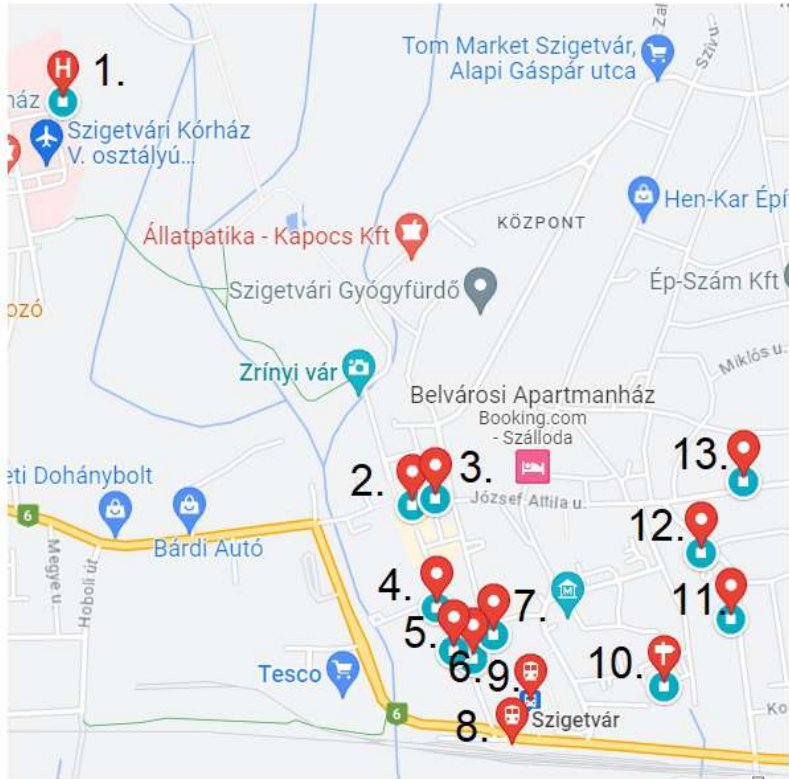 1.
H
ház
Szigetvári Kórház
V. osztályú...
Tom Market Szigetvár,
Alapi Gáspár utca
Szív u.
Állatpatika - Kapocs Kft
KÖZPONT
Hen-Kar Épí
Szigetvári Gyógyfürdő
Ép-Szám Kft
ozó
Zrínyi vár
Miklós u.
Belvárosi Apartmanház
Booking.com
- Szálloda
eti Dohánybolt
2.
3.
13.
József Attila u.
6
Bárdi Autó
12.
Megye u.
Hoboli út
4.
7.
M
11.
5.
6.
10.
Tesco
9.
6
8.
Szigetvár
Ko